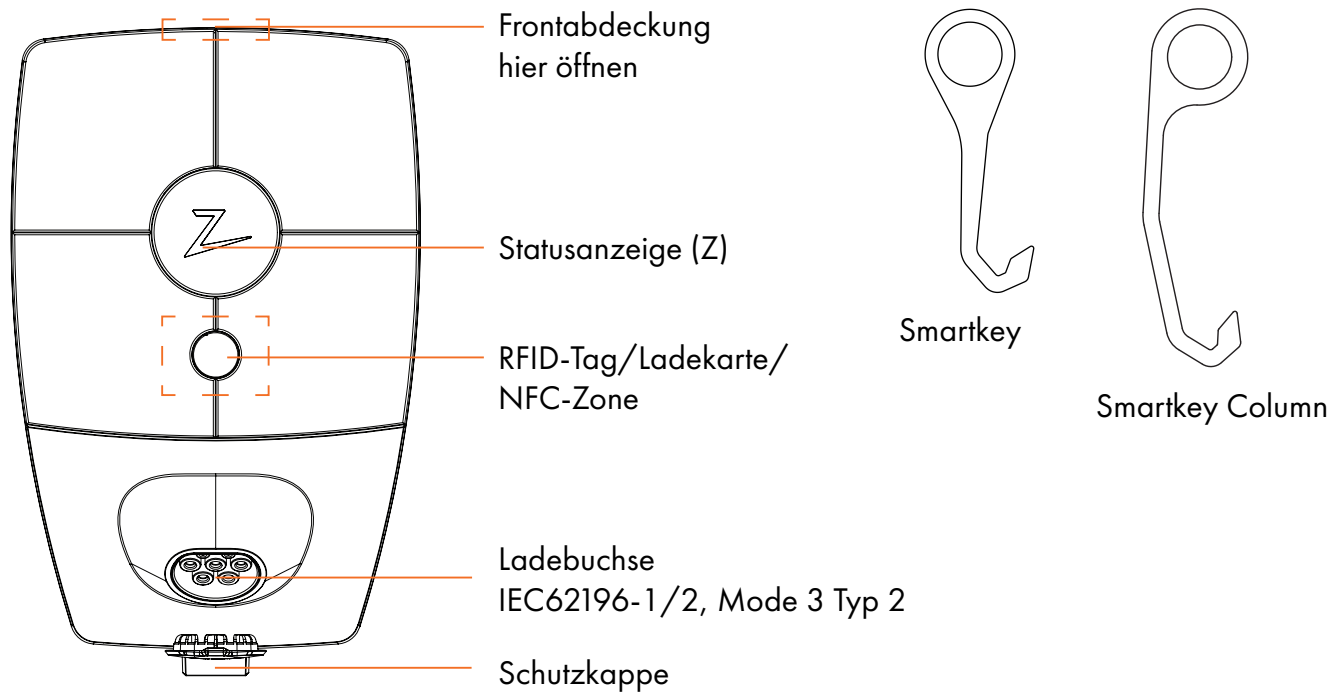 Frontabdeckung
hier öffnen
Statusanzeige (Z)
RFID-Tag/Ladekarte/
NFC-Zone
Ladebuchse
IEC62196-1/2, Mode 3 Typ 2
Schutzkappe
Z
Smartkey
Smartkey Column